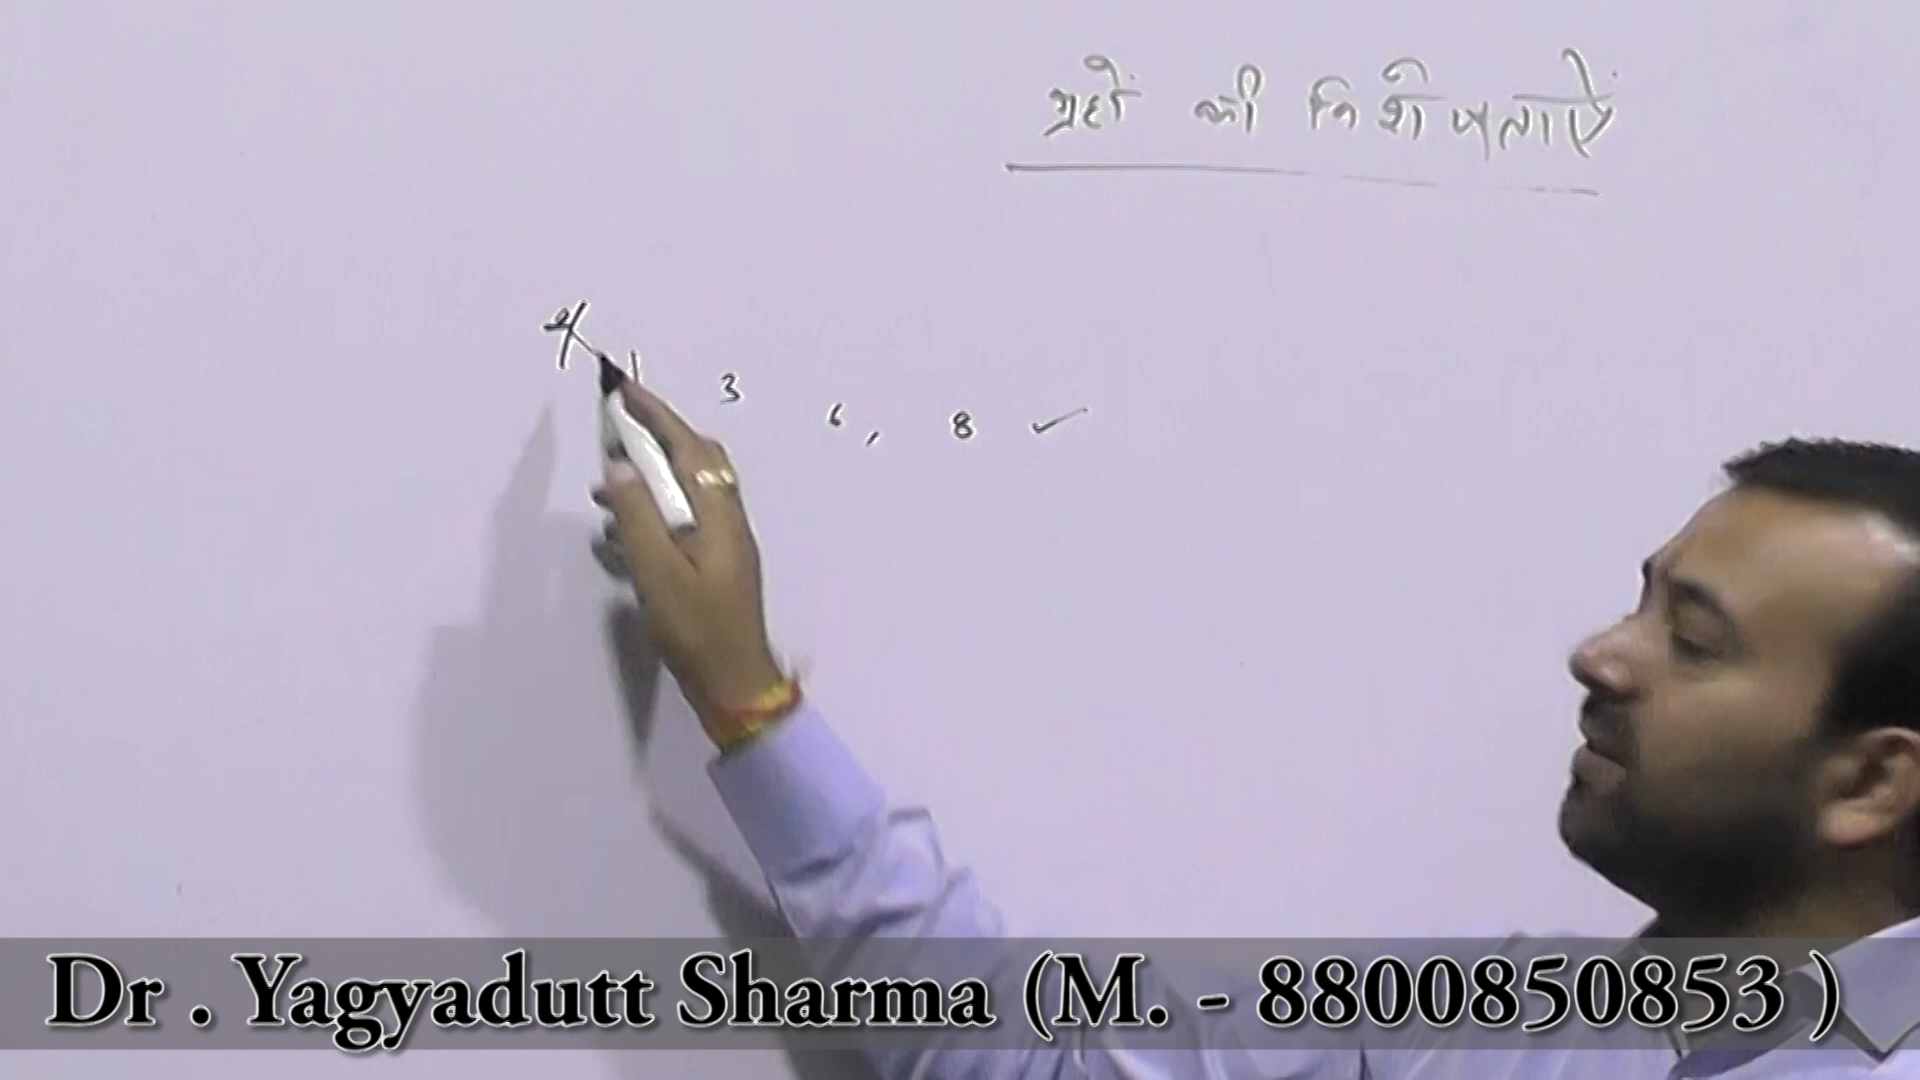 ग्रहों की विशेषताऐं
3 6, 8 ✓
Dr . Yagyadutt Sharma (M. - 8800850853 )